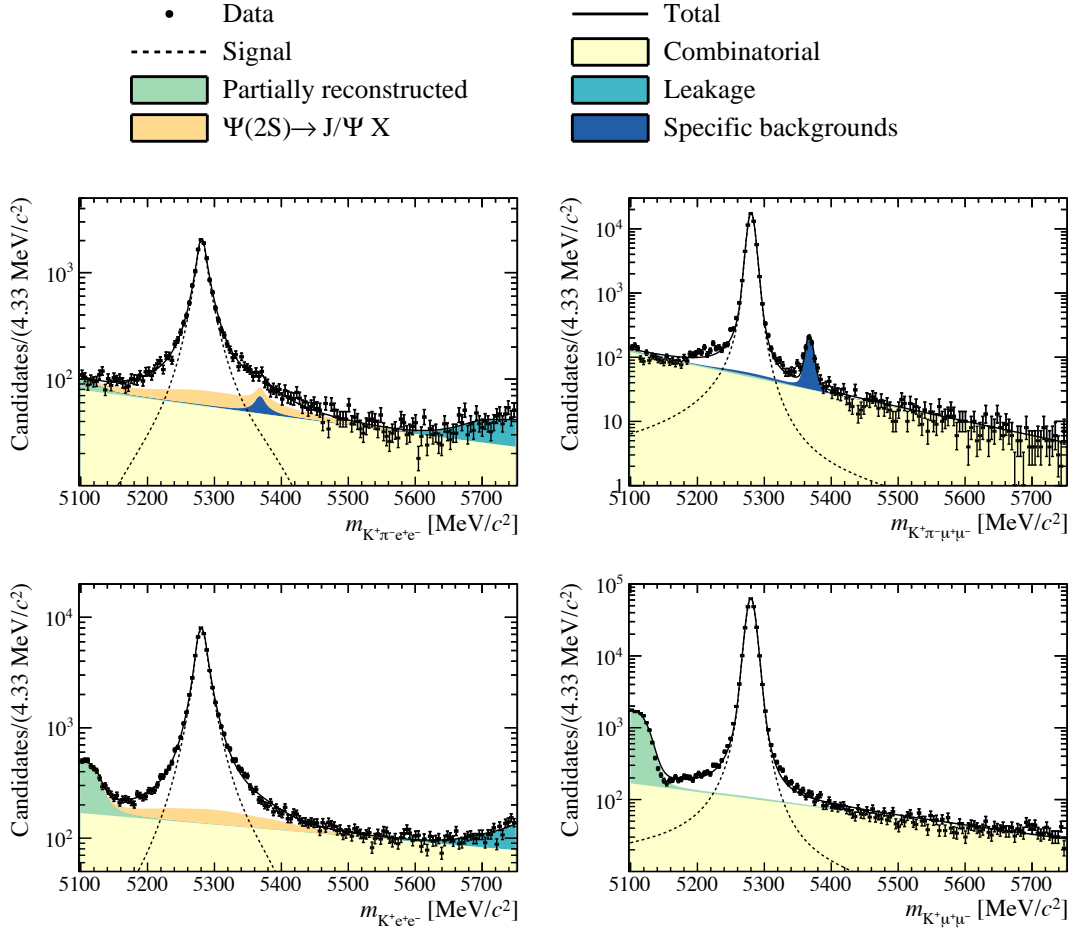 Data
Signal
Partially reconstructed
Ψ(2S)→ J/Ψ X
Total
Combinatorial
Leakage
Specific backgrounds
Candidates/(4.33 MeV/c²)
10³
10²
5100 5200 5300 5400 5500 5600 5700
m_K⁺π⁻e⁺e⁻ [MeV/c²]
Candidates/(4.33 MeV/c²)
10⁴
10³
10²
10
1
5100 5200 5300 5400 5500 5600 5700
m_K⁺π⁻μ⁺μ⁻ [MeV/c²]
Candidates/(4.33 MeV/c²)
10⁴
10³
10²
5100 5200 5300 5400 5500 5600 5700
m_K⁺e⁺e⁻ [MeV/c²]
Candidates/(4.33 MeV/c²)
10⁵
10⁴
10³
10²
5100 5200 5300 5400 5500 5600 5700
m_K⁺μ⁺μ⁻ [MeV/c²]